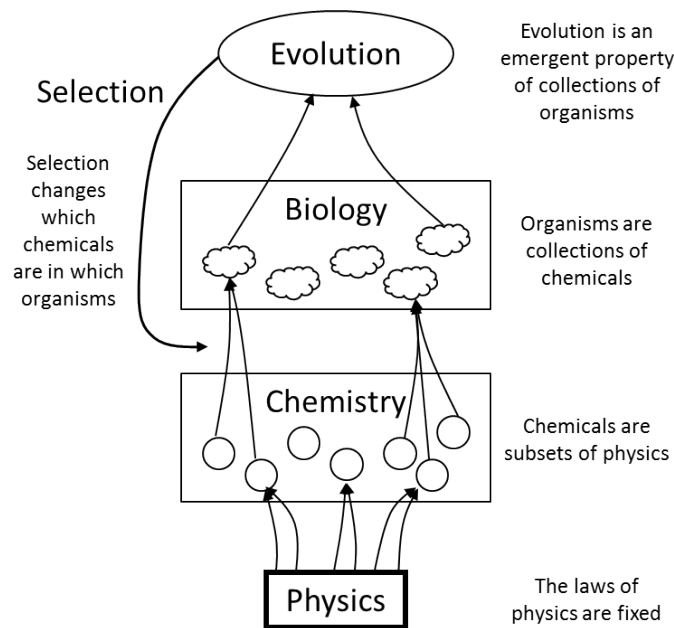 Evolution
Evolution is an
emergent property
of collections of
organisms
Selection
Selection
changes
which
chemicals
are in which
organisms
Biology
Organisms are
collections of
chemicals
Chemistry
Chemicals are
subsets of physics
Physics
The laws of
physics are fixed